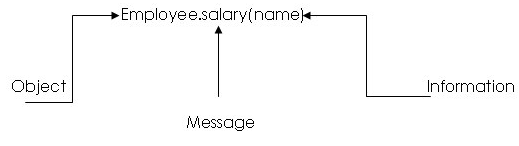 Employee.salary(name)
Object
Information
Message